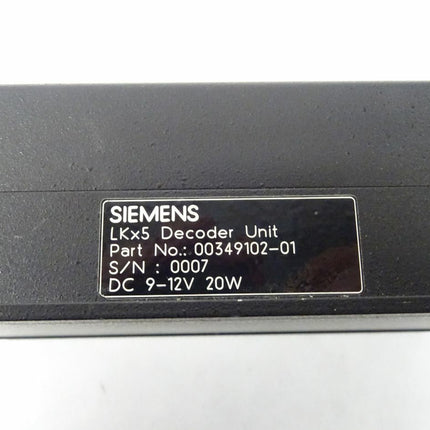 SIEMENS
LKx5 Decoder Unit
Part No.: 00349102-01
S/N : 0007
DC 9-12V 20W